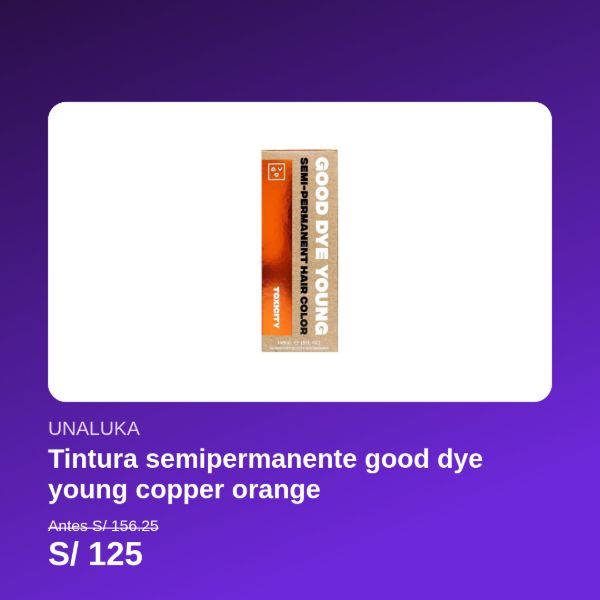 GOOD DYE YOUNG
SEMI-PERMANENT HAIR COLOR
TOXICITY
UNALUKA
Tintura semipermanente good dye
young copper orange
Antes S/ 156.25
S/ 125